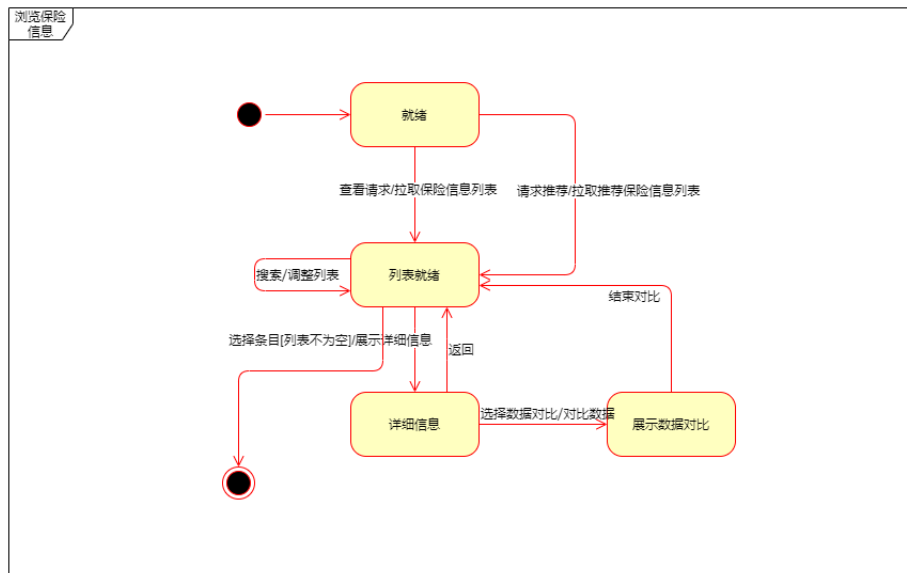 浏览保险
信息
就绪
查看请求/拉取保险信息列表
请求推荐/拉取推荐保险信息列表
搜索/调整列表
列表就绪
结束对比
选择条目[列表不为空]/展示详细信息
返回
详细信息
选择数据对比/对比数据
展示数据对比